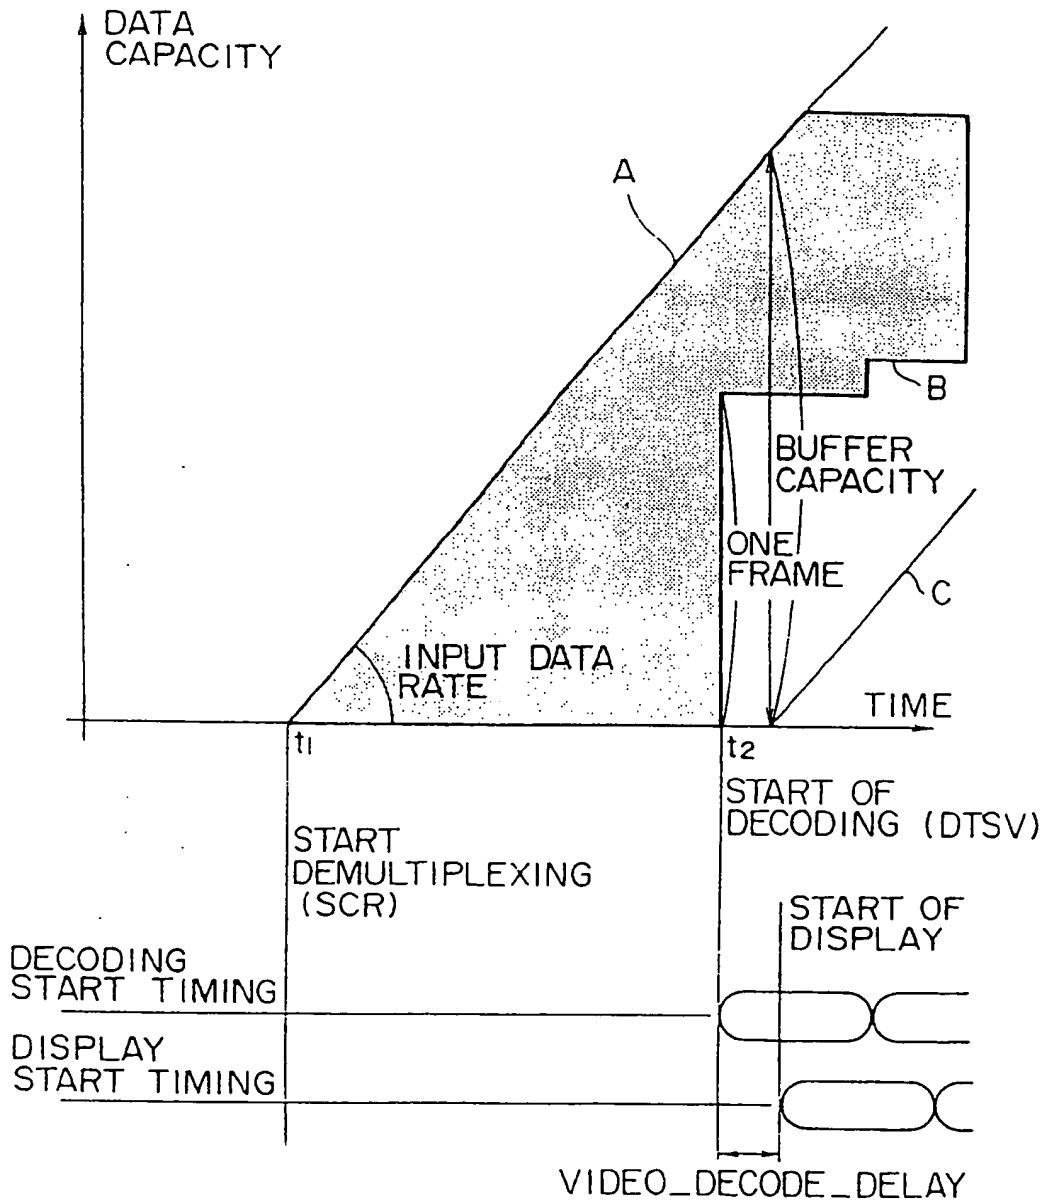 DATA
CAPACITY
A
B
BUFFER
CAPACITY
ONE
FRAME
C
INPUT DATA
RATE
TIME
t1
t2
START OF
DECODING (DTSV)
START
DEMULTIPLEXING
(SCR)
START OF
DISPLAY
DECODING
START TIMING
DISPLAY
START TIMING
VIDEO_DECODE_DELAY